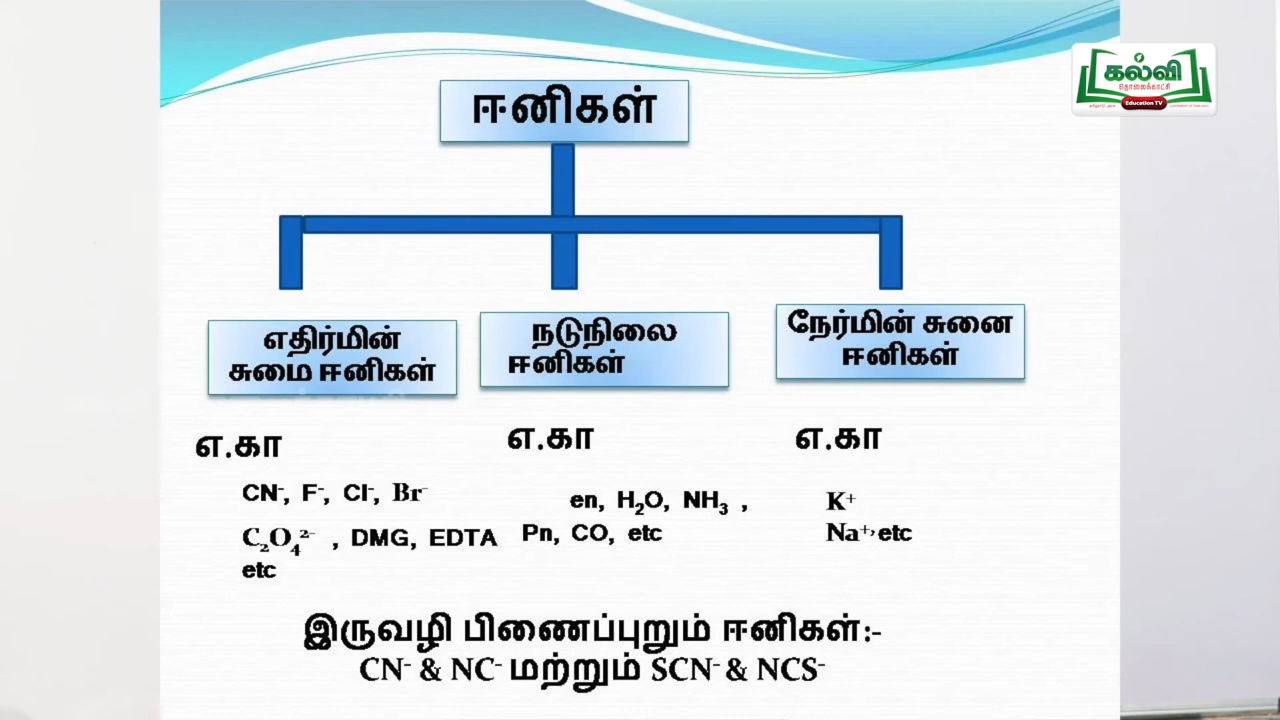 கல்வி
தொலைக்காட்சி
Education TV
ஈனிகள்
எதிர்மின்
சுமை ஈனிகள்
நடுநிலை
ஈனிகள்
நேர்மின் சுனை
ஈனிகள்
எ.கா
CN⁻, F⁻, Cl⁻, Br⁻
C₂O₄²⁻ , DMG, EDTA
etc
எ.கா
en, H₂O, NH₃ ,
Pn, CO, etc
எ.கா
K⁺
Na⁺, etc
இருவழி பிணைப்புறும் ஈனிகள்:-
CN⁻ & NC⁻ மற்றும் SCN⁻ & NCS⁻